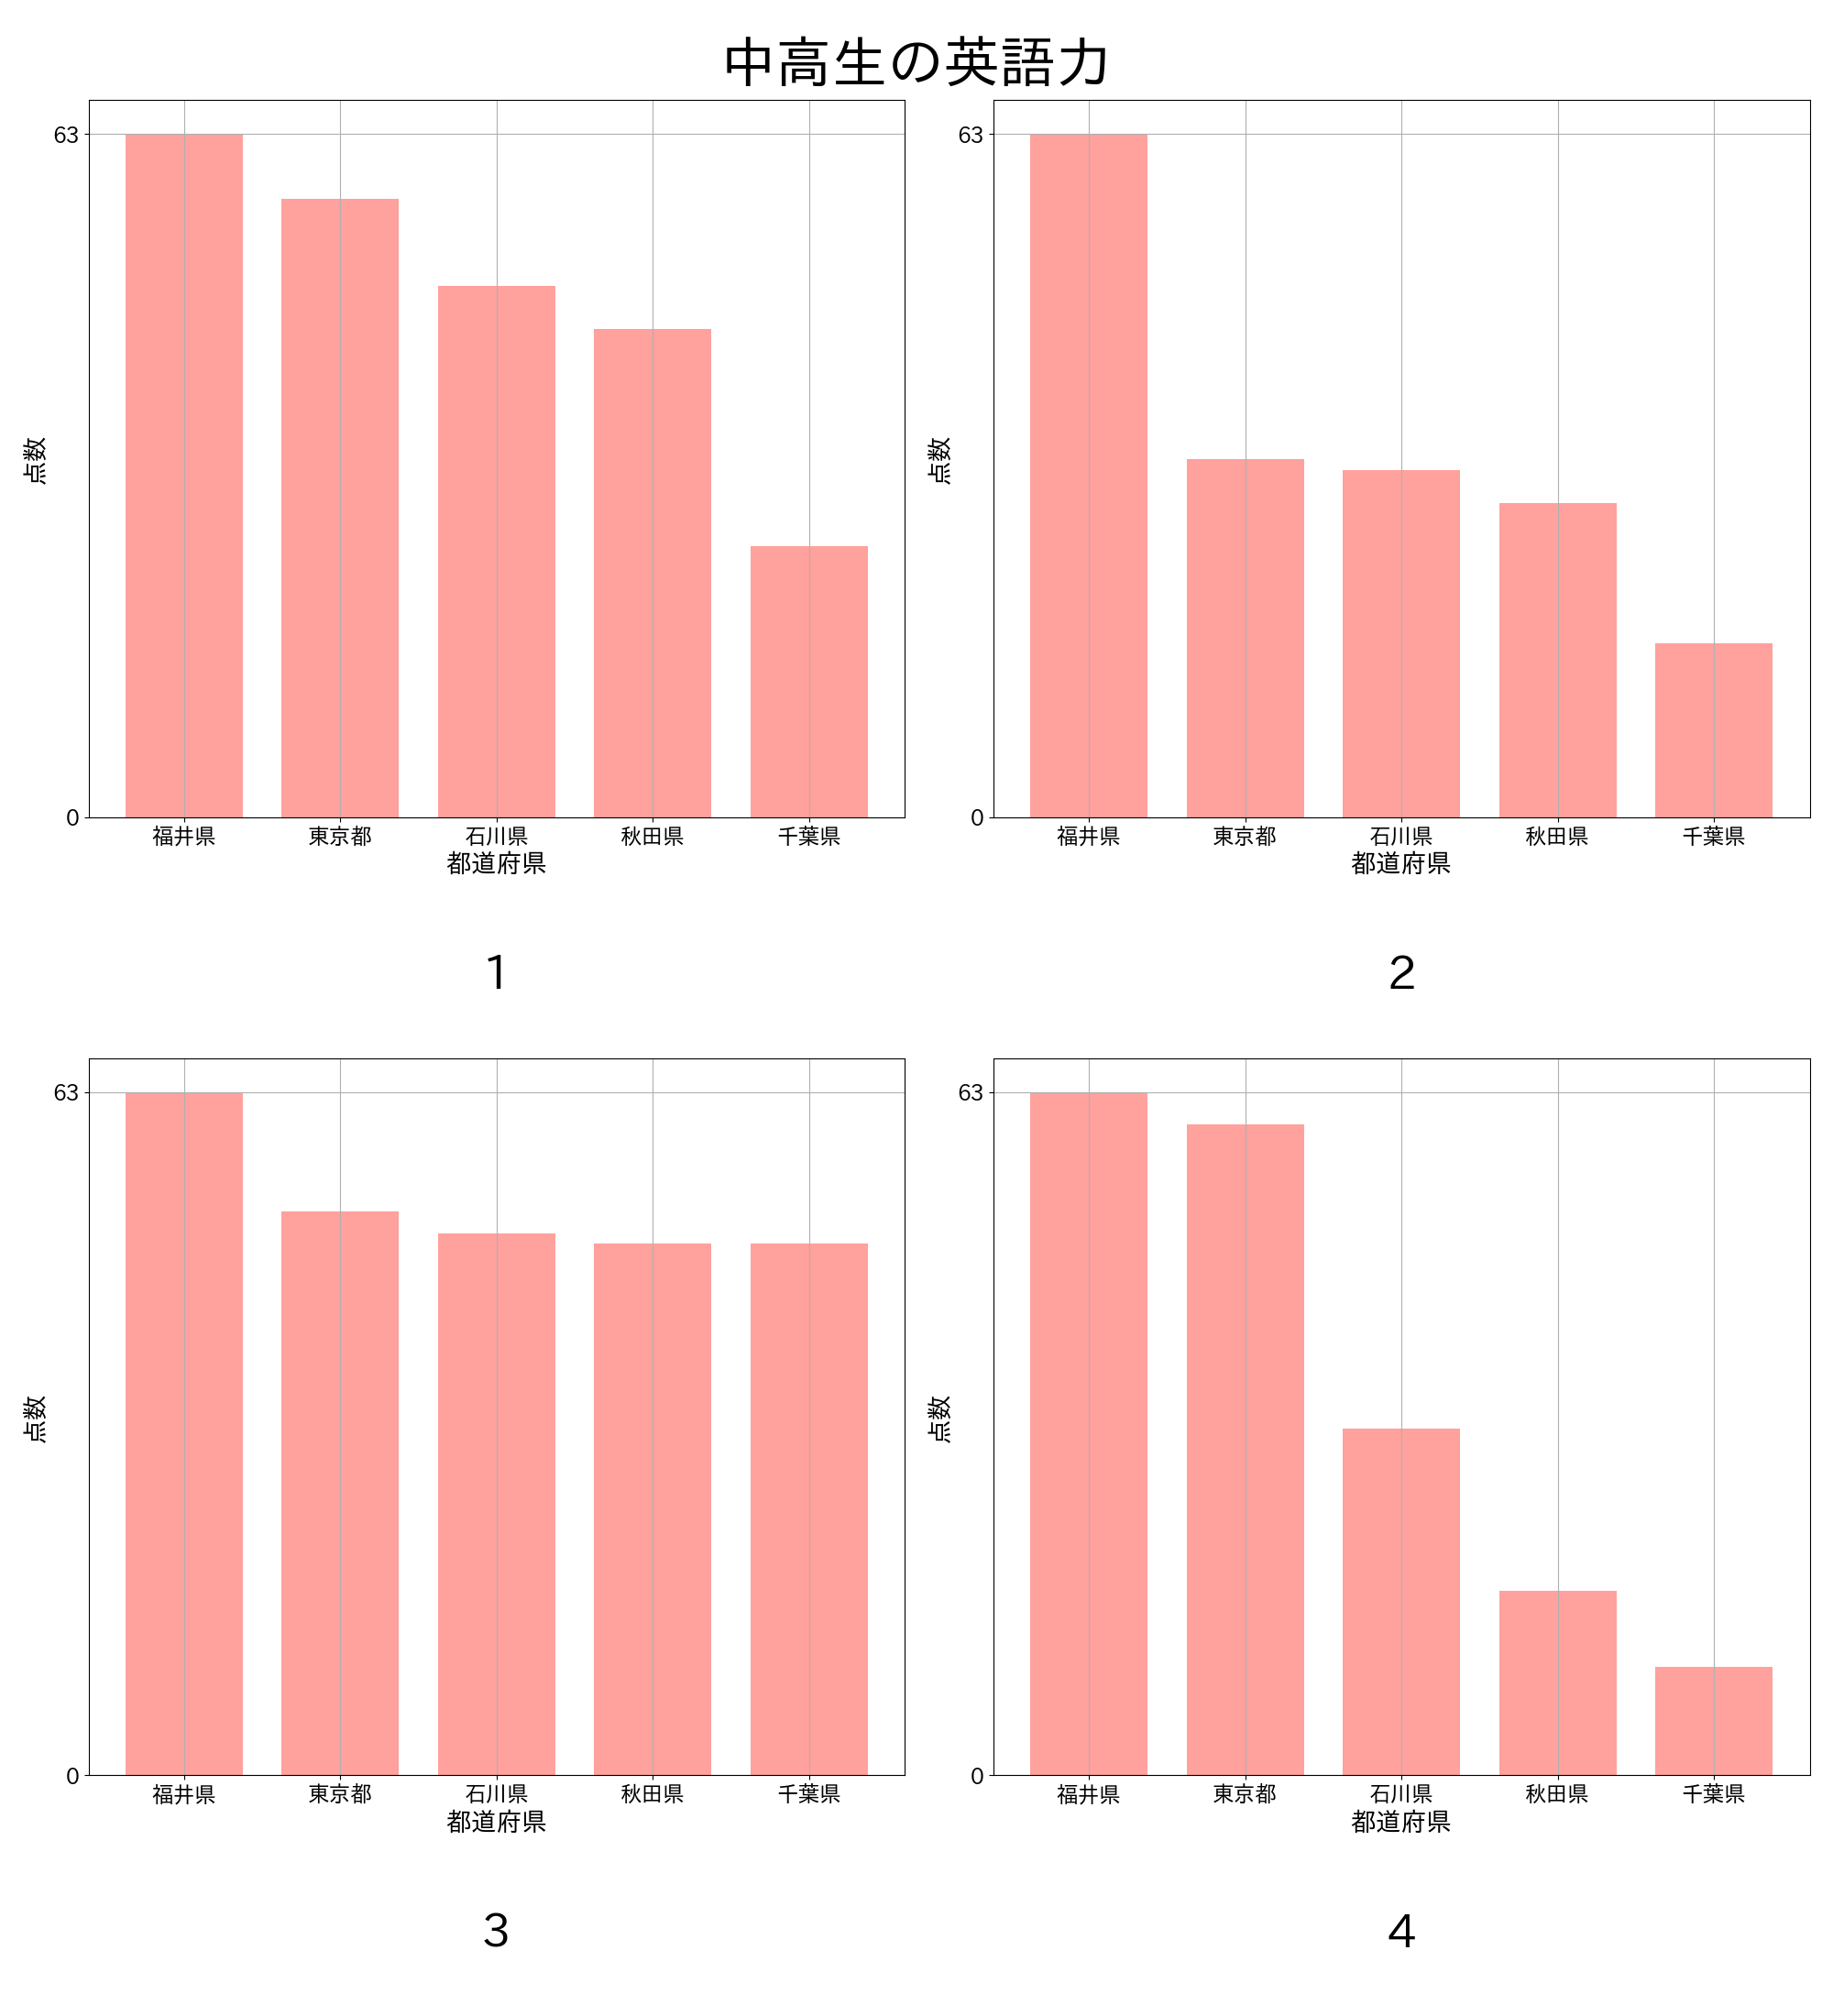 中高生の英語力
63
点数
0
福井県 東京都 石川県 秋田県 千葉県
都道府県
1
63
点数
0
福井県 東京都 石川県 秋田県 千葉県
都道府県
2
63
点数
0
福井県 東京都 石川県 秋田県 千葉県
都道府県
3
63
点数
0
福井県 東京都 石川県 秋田県 千葉県
都道府県
4